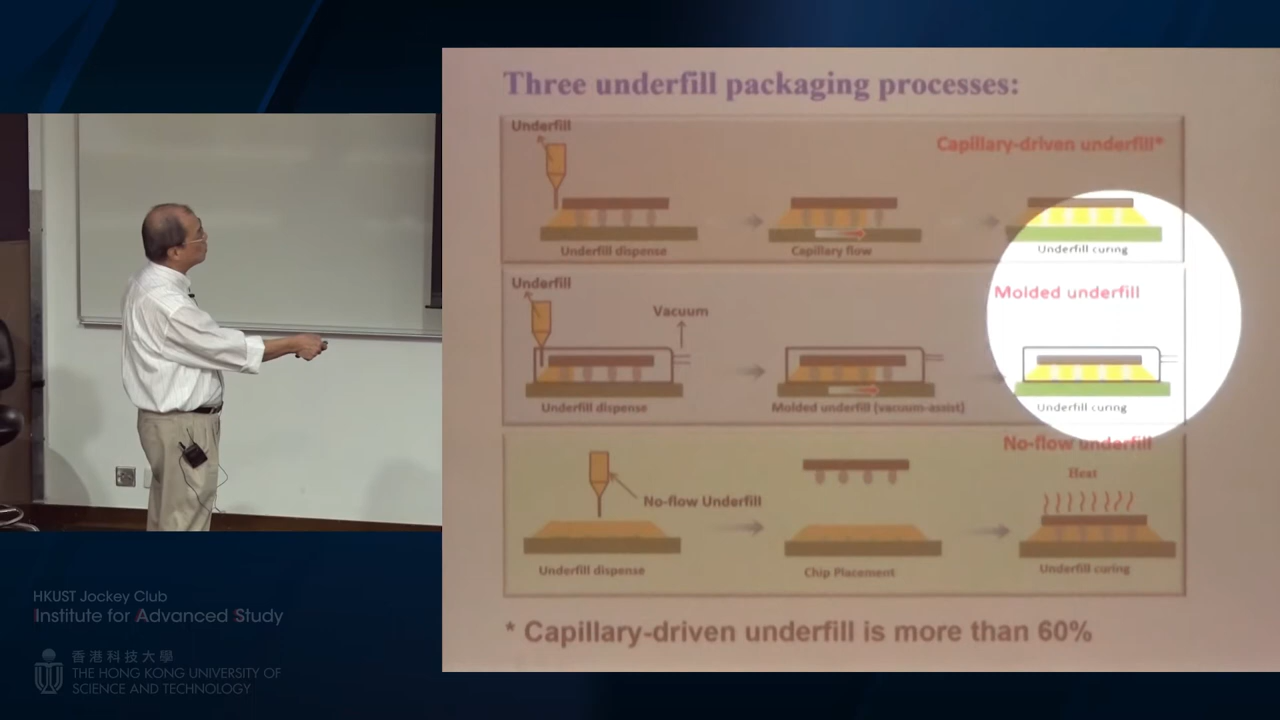 Three underfill packaging processes:
Underfill
Capillary-driven underfill*
Underfill dispense
Capillary flow
Underfill curing
Underfill
Vacuum
Molded underfill
Underfill dispense
Molded underfill (vacuum-assist)
Underfill curing
No-flow underfill
Heat
No-flow Underfill
Underfill dispense
Chip Placement
Underfill curing
* Capillary-driven underfill is more than 60%
HKUST Jockey Club
Institute for Advanced Study
香港科技大學
THE HONG KONG UNIVERSITY OF
SCIENCE AND TECHNOLOGY